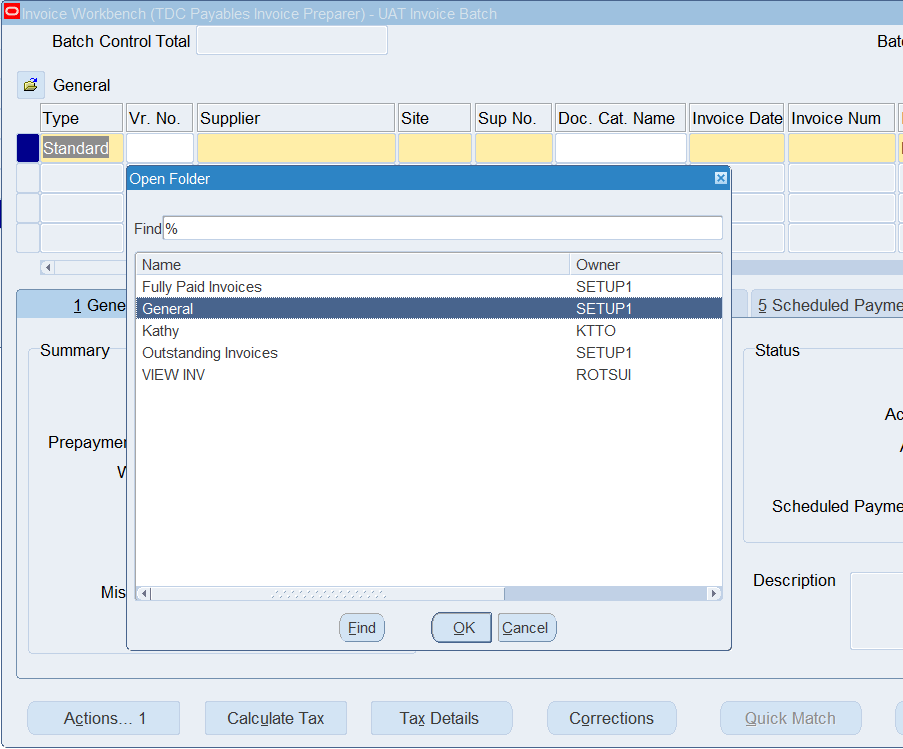 Invoice Workbench (TDC Payables Invoice Preparer) - UAT Invoice Batch
Batch Control Total
General
Type Vr. No. Supplier Site Sup No. Doc. Cat. Name Invoice Date Invoice Num
Standard
Open Folder
Find %
Name Owner
Fully Paid Invoices SETUP1
General SETUP1
Kathy KTTO
Outstanding Invoices SETUP1
VIEW INV ROTSUI
1 Gene
5 Scheduled Payme
Summary
Status
Prepaymen
Scheduled Payme
Mis
Description
Find OK Cancel
Actions... 1 Calculate Tax Tax Details Corrections Quick Match